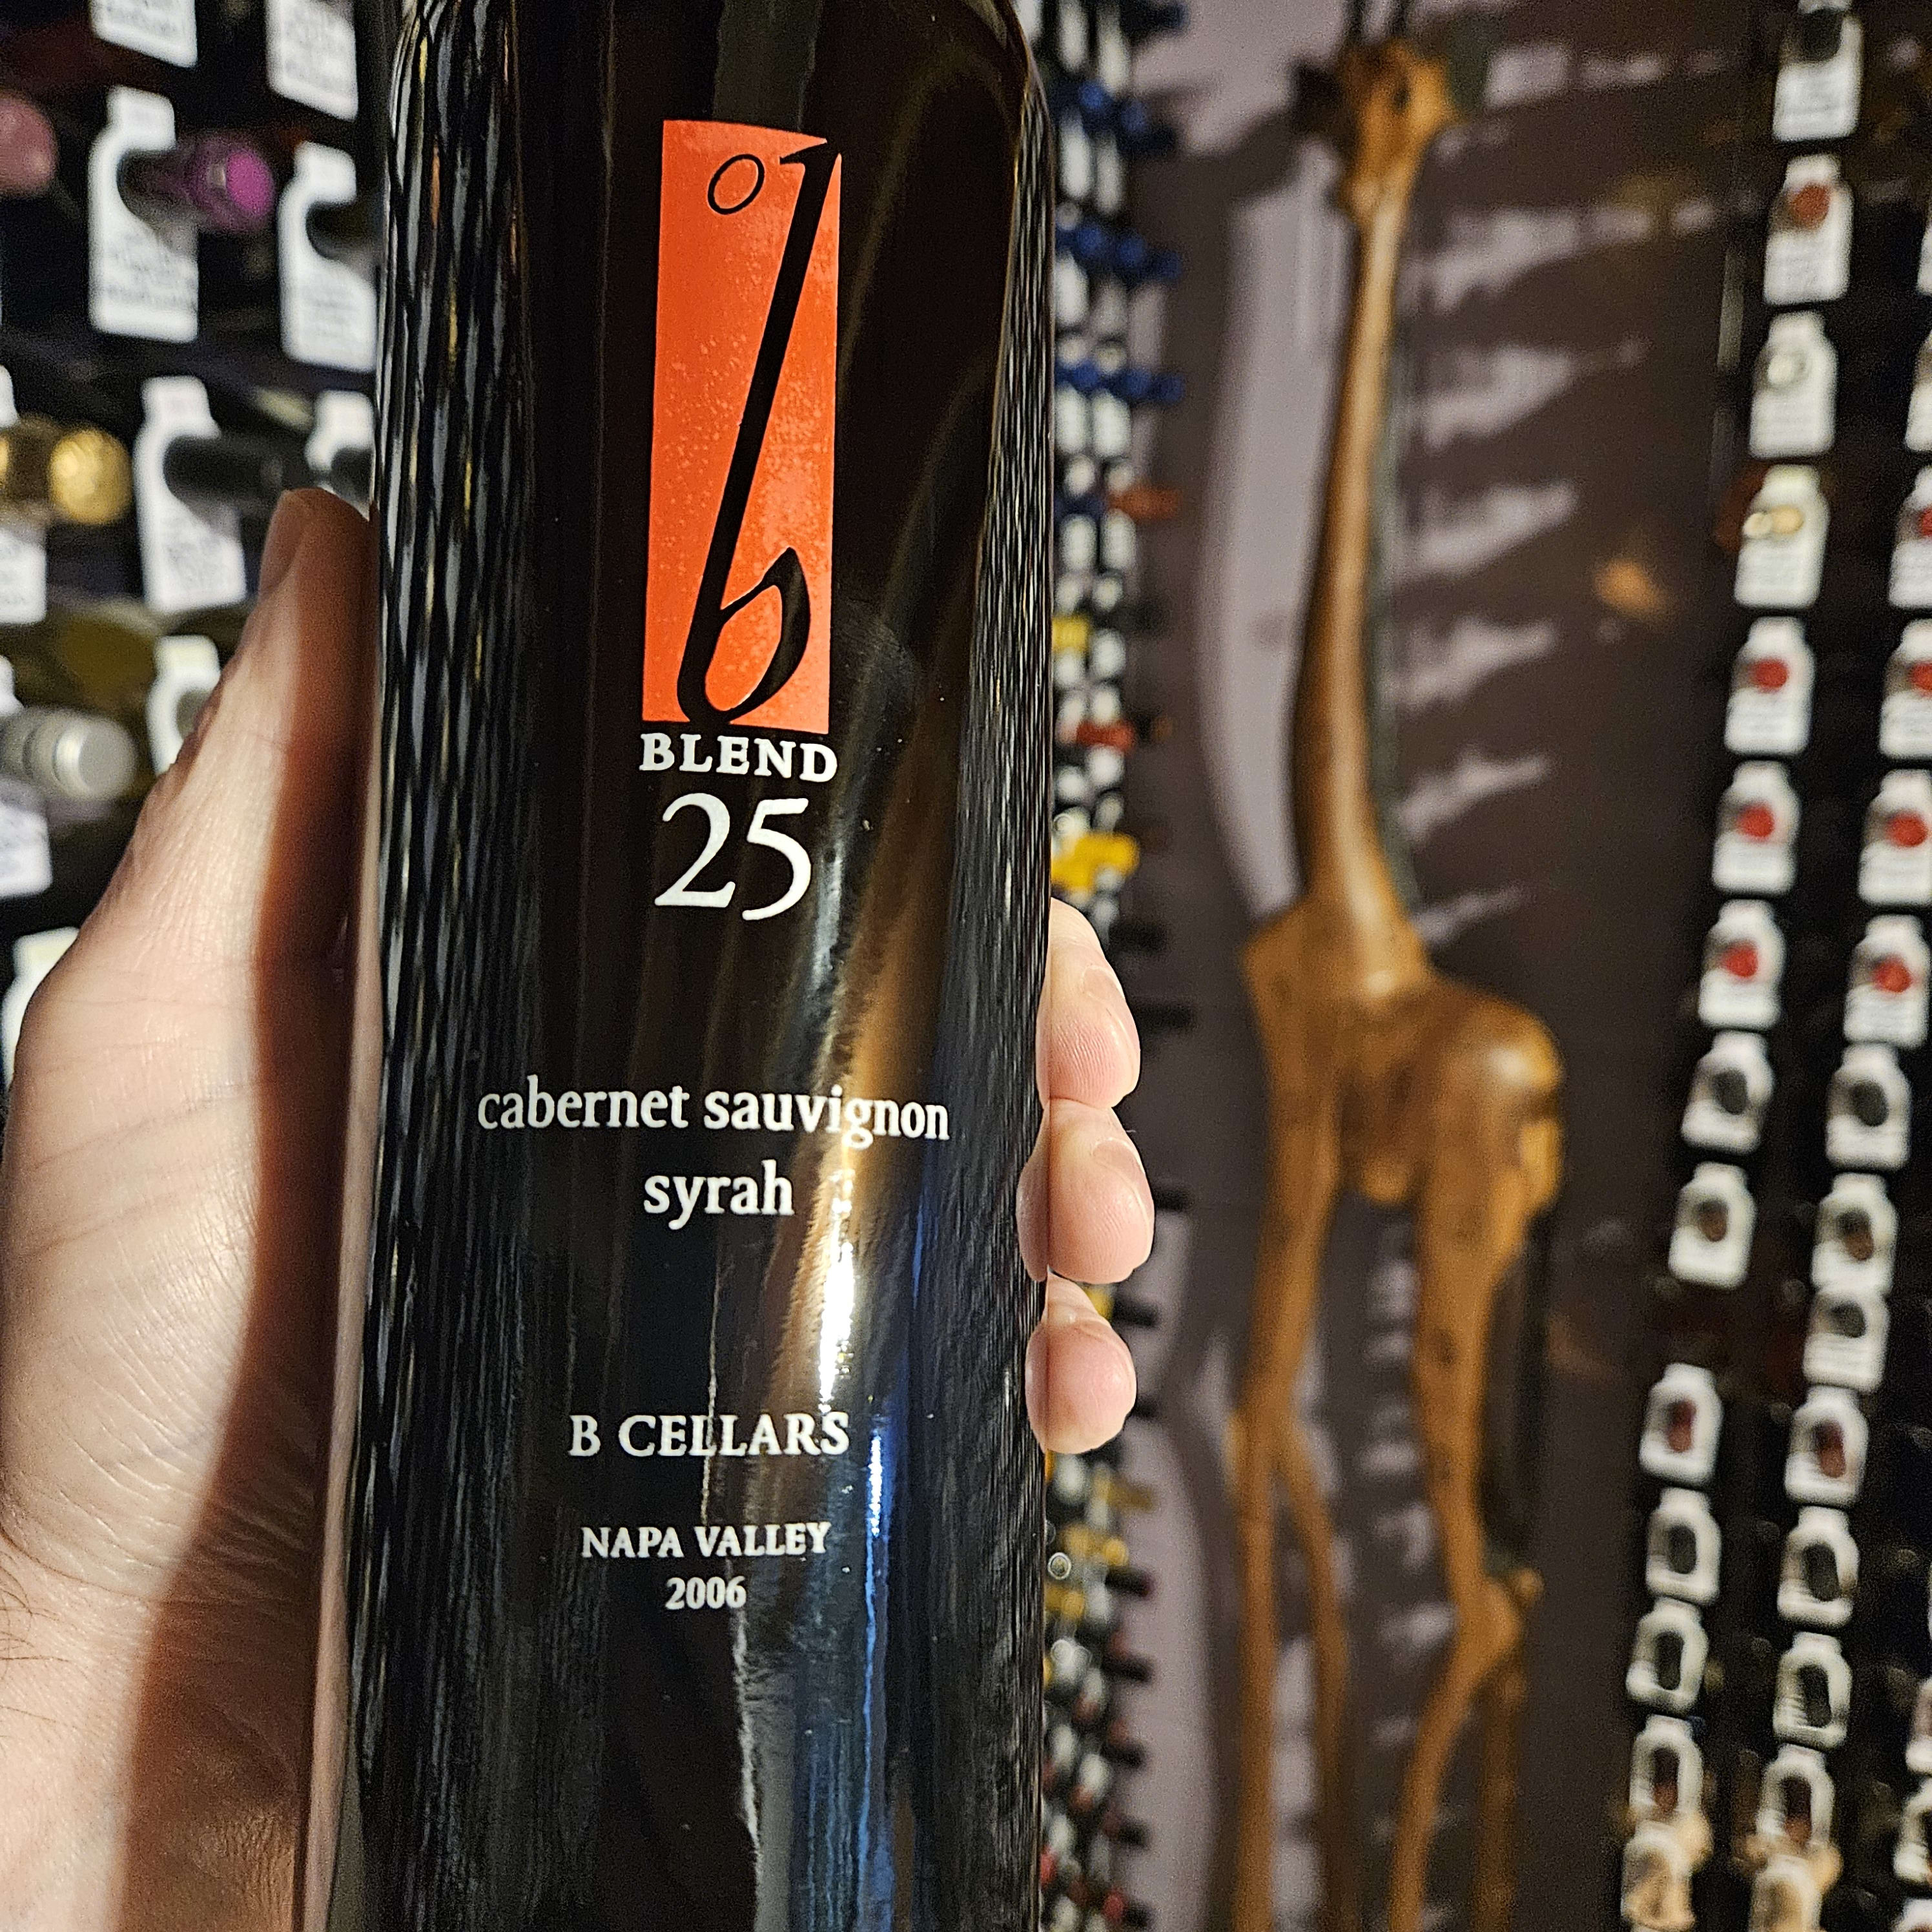 b
BLEND
25
cabernet sauvignon
syrah
B CELLARS
NAPA VALLEY
2006